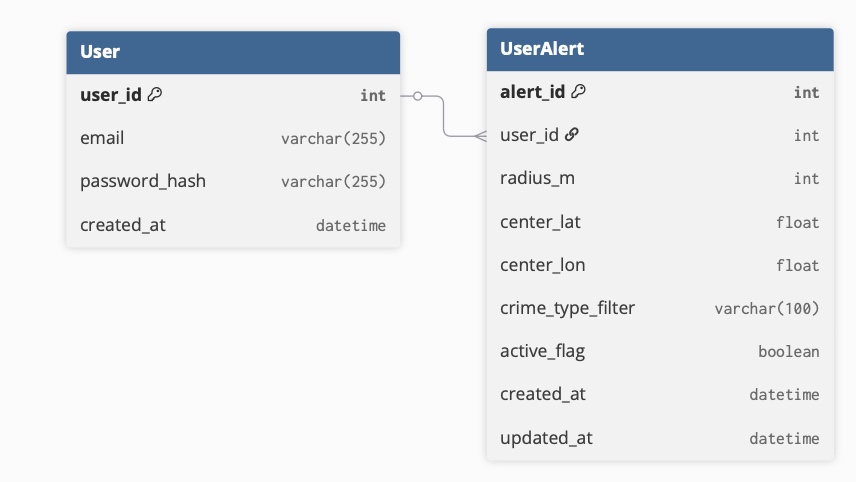 User
user_id int
email varchar(255)
password_hash varchar(255)
created_at datetime
UserAlert
alert_id int
user_id int
radius_m int
center_lat float
center_lon float
crime_type_filter varchar(100)
active_flag boolean
created_at datetime
updated_at datetime